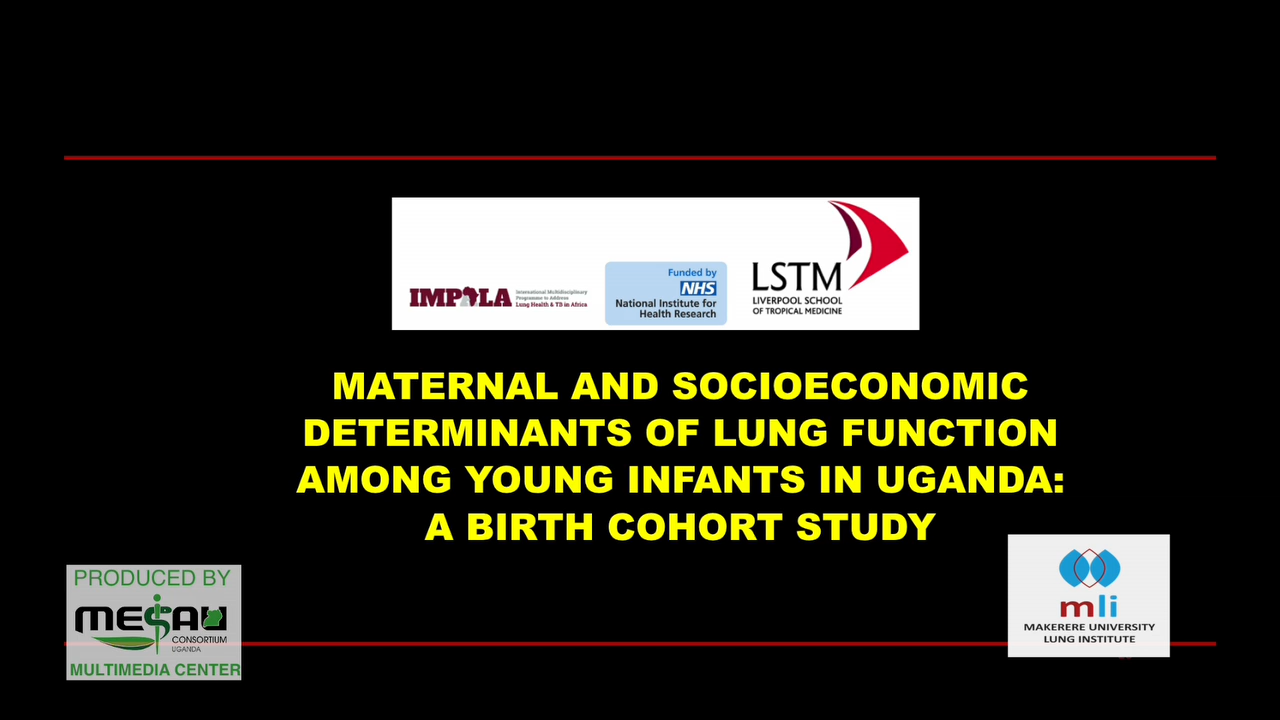 IMPALA
International Multidisciplinary
Programme to Address
Lung Health & TB in Africa
Funded by
NHS
National Institute for
Health Research
LSTM
LIVERPOOL SCHOOL
OF TROPICAL MEDICINE
MATERNAL AND SOCIOECONOMIC
DETERMINANTS OF LUNG FUNCTION
AMONG YOUNG INFANTS IN UGANDA:
A BIRTH COHORT STUDY
PRODUCED BY
MESAU
CONSORTIUM
UGANDA
MULTIMEDIA CENTER
mli
MAKERERE UNIVERSITY
LUNG INSTITUTE